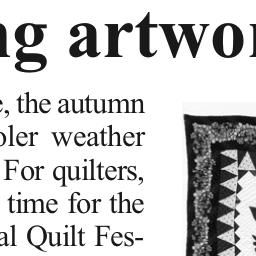 ng artwor
, the autumn
oler weather
For quilters,
time for the
al Quilt Fes-